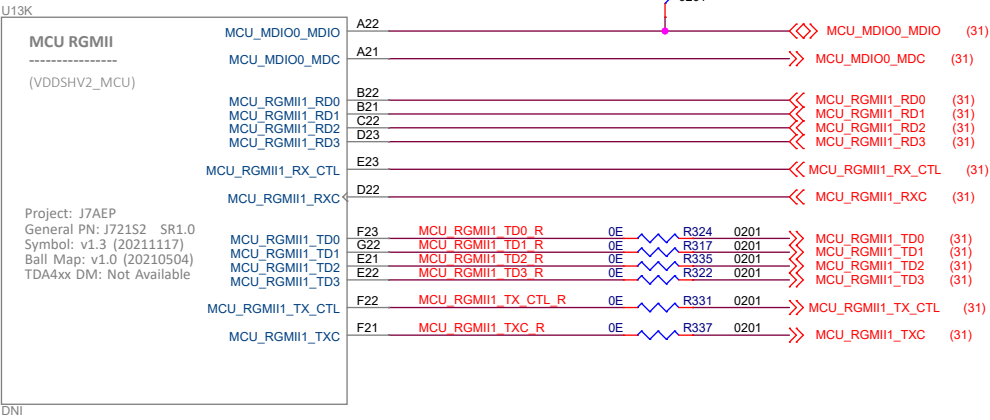 U13K
MCU RGMII
----------------
(VDDSHV2_MCU)
MCU_MDIO0_MDIO A22 MCU_MDIO0_MDIO (31)
MCU_MDIO0_MDC A21 MCU_MDIO0_MDC (31)
MCU_RGMII1_RD0 B22 MCU_RGMII1_RD0 (31)
MCU_RGMII1_RD1 B21 MCU_RGMII1_RD1 (31)
MCU_RGMII1_RD2 C22 MCU_RGMII1_RD2 (31)
MCU_RGMII1_RD3 D23 MCU_RGMII1_RD3 (31)
MCU_RGMII1_RX_CTL E23 MCU_RGMII1_RX_CTL (31)
MCU_RGMII1_RXC D22 MCU_RGMII1_RXC (31)
Project: J7AEP
General PN: J721S2 SR1.0
Symbol: v1.3 (20211117)
Ball Map: v1.0 (20210504)
TDA4xx DM: Not Available
MCU_RGMII1_TD0 F23 MCU_RGMII1_TD0_R 0E R324 0201 MCU_RGMII1_TD0 (31)
MCU_RGMII1_TD1 G22 MCU_RGMII1_TD1_R 0E R317 0201 MCU_RGMII1_TD1 (31)
MCU_RGMII1_TD2 E21 MCU_RGMII1_TD2_R 0E R335 0201 MCU_RGMII1_TD2 (31)
MCU_RGMII1_TD3 E22 MCU_RGMII1_TD3_R 0E R322 0201 MCU_RGMII1_TD3 (31)
MCU_RGMII1_TX_CTL F22 MCU_RGMII1_TX_CTL_R 0E R331 0201 MCU_RGMII1_TX_CTL (31)
MCU_RGMII1_TXC F21 MCU_RGMII1_TXC_R 0E R337 0201 MCU_RGMII1_TXC (31)
DNI